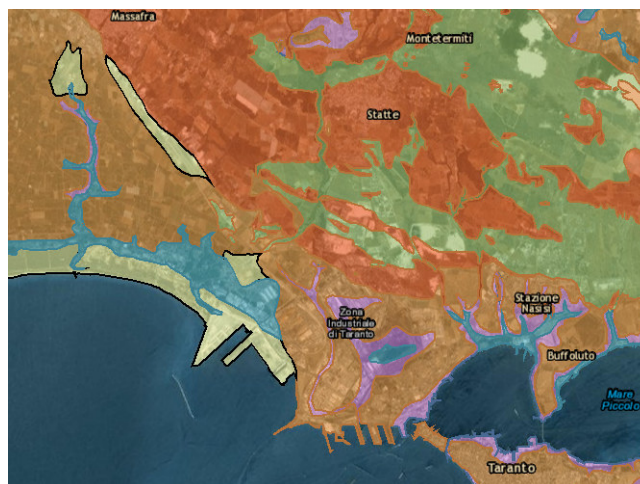 Massafra
Montetermiti
Statte
Stazione
Nasisi
Zona
Industriale
di Taranto
Buffoluto
Mare
Piccolo
Taranto